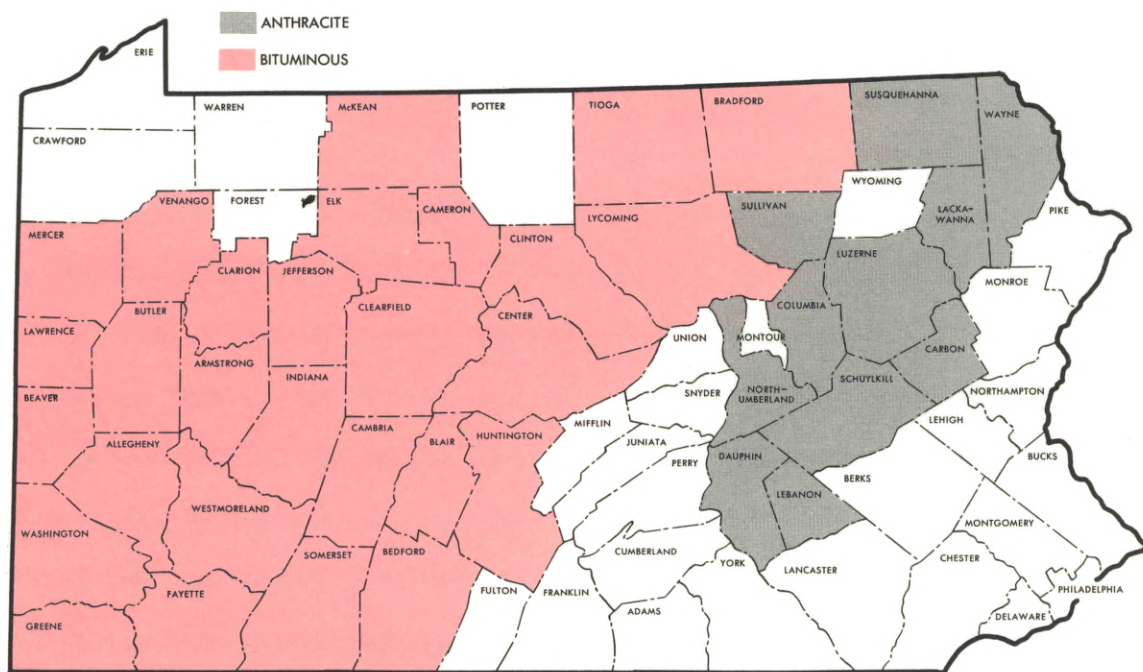 ANTHRACITE
BITUMINOUS
ERIE
WARREN
McKEAN
POTTER
TIOGA
BRADFORD
SUSQUEHANNA
WAYNE
CRAWFORD
WYOMING
VENANGO
FOREST
ELK
CAMERON
LYCOMING
SULLIVAN
LACKA-
WANNA
PIKE
MERCER
CLINTON
LUZERNE
CLARION
JEFFERSON
MONROE
BUTLER
CLEARFIELD
CENTER
COLUMBIA
LAWRENCE
UNION
MONTOUR
CARBON
ARMSTRONG
INDIANA
SCHUYLKILL
BEAVER
SNYDER
NORTH-
UMBERLAND
NORTHAMPTON
MIFFLIN
LEHIGH
ALLEGHENY
CAMBRIA
BLAIR
HUNTINGTON
JUNIATA
PERRY
DAUPHIN
BUCKS
BERKS
LEBANON
WESTMORELAND
WASHINGTON
MONTGOMERY
SOMERSET
BEDFORD
CUMBERLAND
YORK
CHESTER
LANCASTER
FAYETTE
FULTON
FRANKLIN
PHILADELPHIA
ADAMS
DELAWARE
GREENE